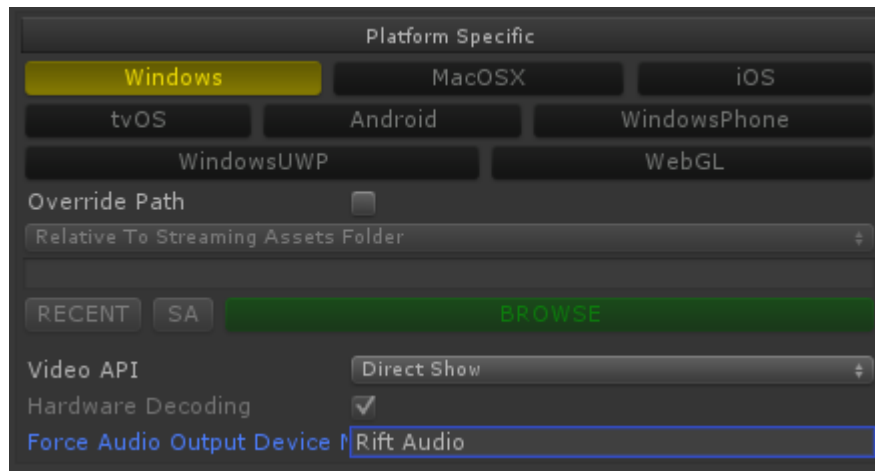 Platform Specific
Windows MacOSX iOS
tvOS Android WindowsPhone
WindowsUWP WebGL
Override Path
Relative To Streaming Assets Folder
RECENT SA BROWSE
Video API Direct Show
Hardware Decoding
Force Audio Output Device Rift Audio